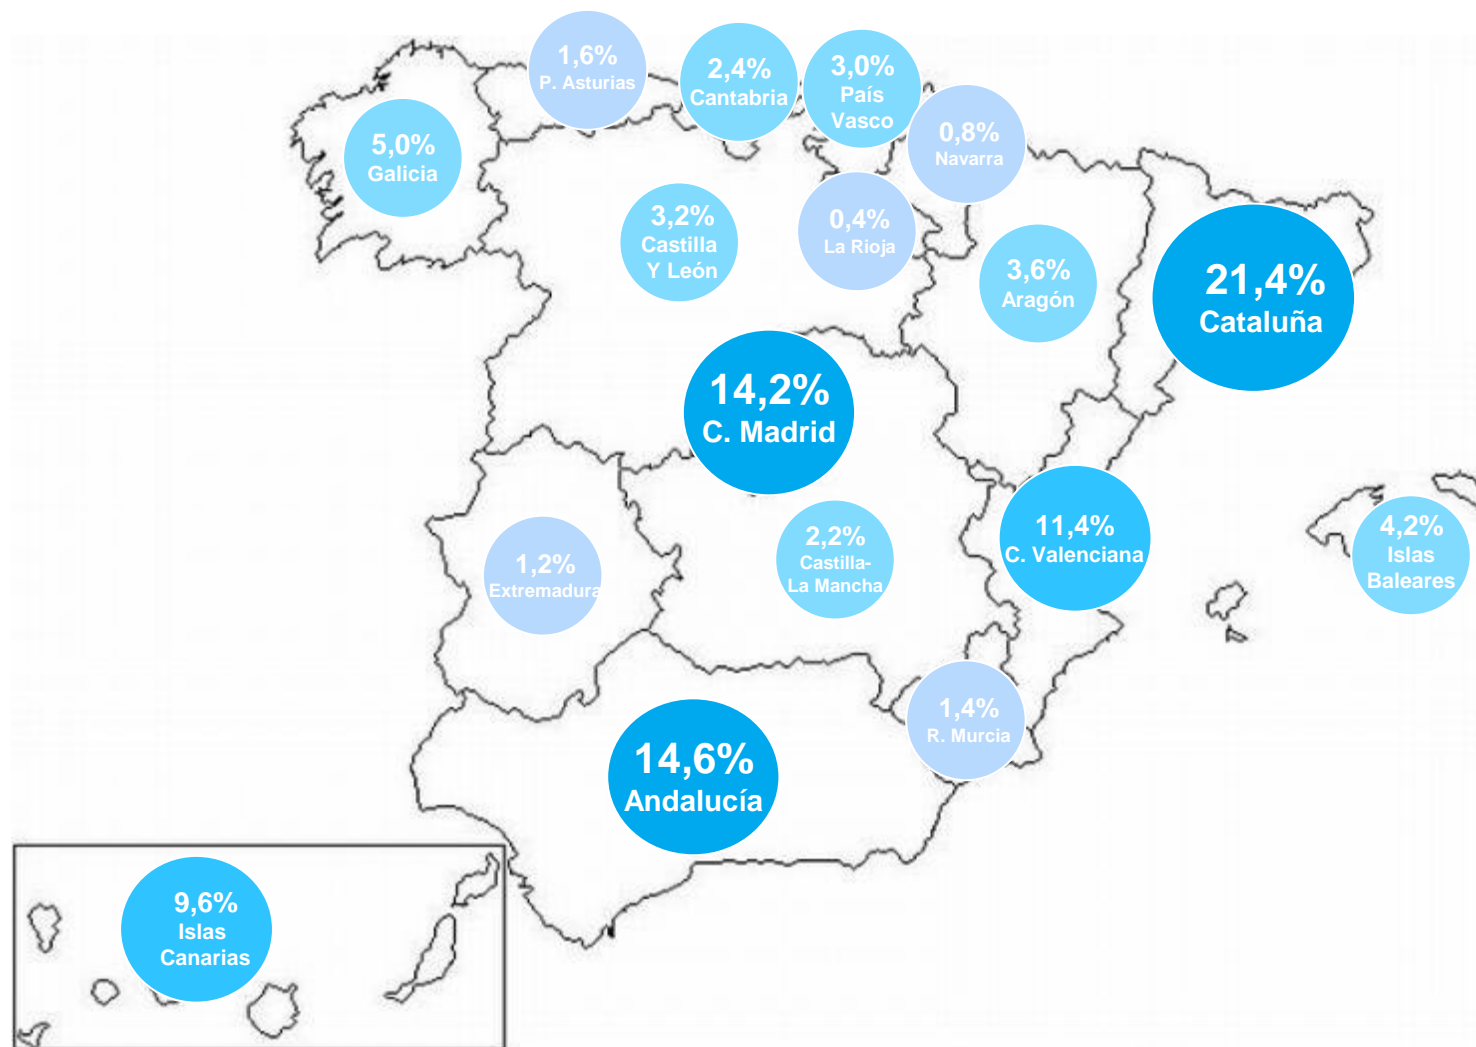 1,6%
P. Asturias
2,4%
Cantabria
3,0%
País
Vasco
0,8%
Navarra
5,0%
Galicia
3,2%
Castilla
Y León
0,4%
La Rioja
3,6%
Aragón
21,4%
Cataluña
14,2%
C. Madrid
11,4%
C. Valenciana
4,2%
Islas
Baleares
1,2%
Extremadura
2,2%
Castilla-
La Mancha
1,4%
R. Murcia
14,6%
Andalucía
9,6%
Islas
Canarias